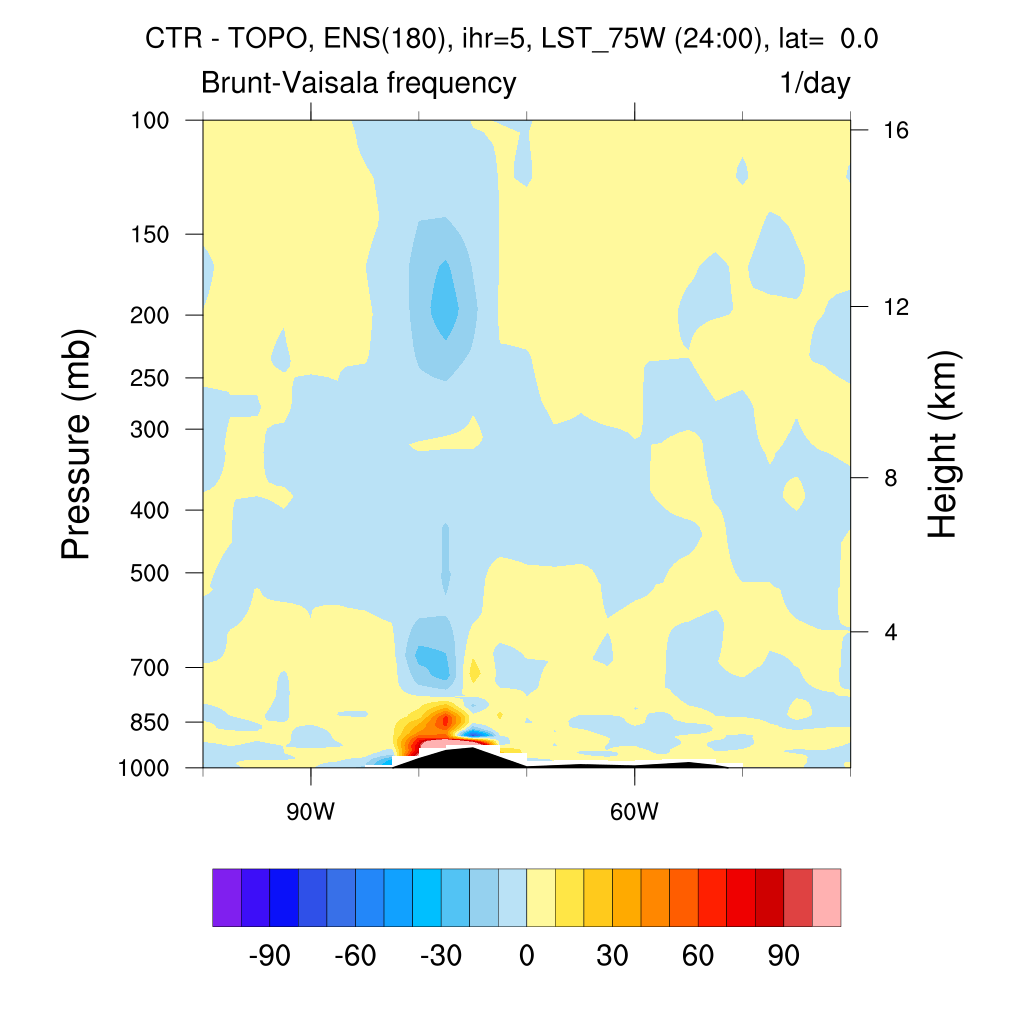 CTR - TOPO, ENS(180), ihr=5, LST_75W (24:00), lat=  0.0
Brunt-Vaisala frequency 1/day
100
150
200
250
300
400
500
700
850
1000
Pressure (mb)
16
12
8
4
Height (km)
90W 60W
-90 -60 -30 0 30 60 90